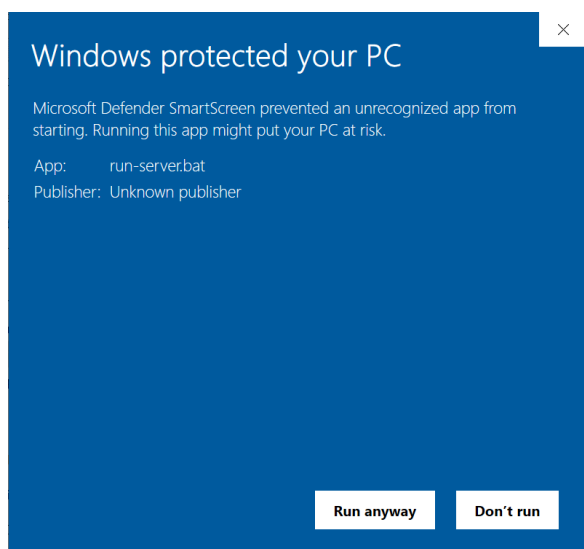 Windows protected your PC
Microsoft Defender SmartScreen prevented an unrecognized app from
starting. Running this app might put your PC at risk.
App: run-server.bat
Publisher: Unknown publisher
Run anyway Don't run